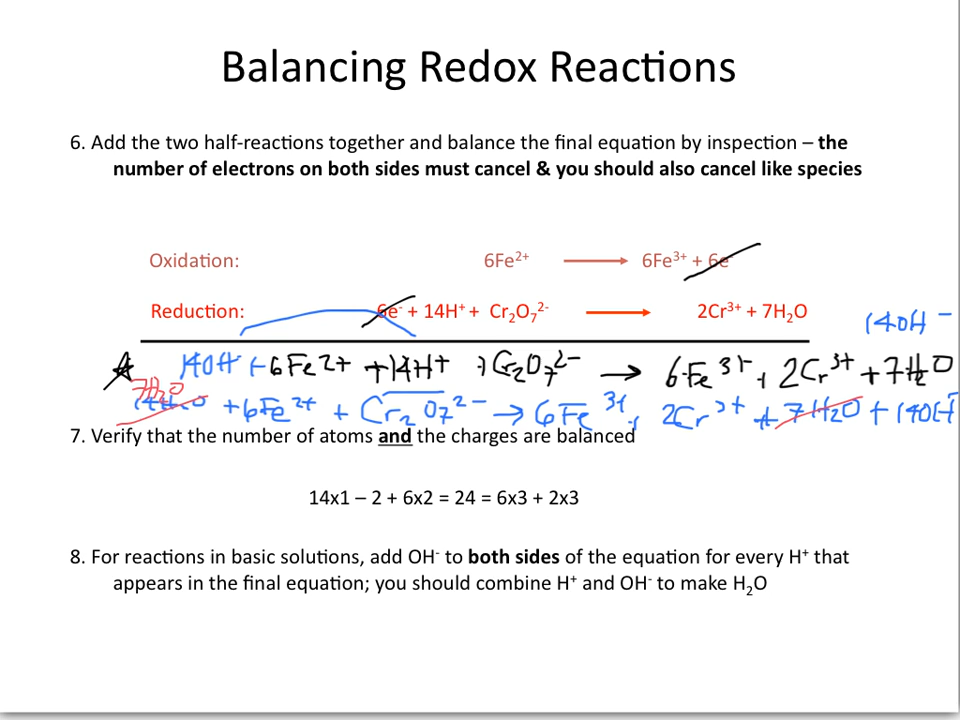 Balancing Redox Reactions
6. Add the two half-reactions together and balance the final equation by inspection – the
number of electrons on both sides must cancel & you should also cancel like species
Oxidation: 6Fe²⁺ ⟶ 6Fe³⁺ + 6e⁻
Reduction: 6e⁻ + 14H⁺ + Cr₂O₇²⁻ ⟶ 2Cr³⁺ + 7H₂O
14OH⁻
A 14OH⁻ + 6Fe²⁺ + 14H⁺ + Cr₂O₇²⁻ → 6Fe³⁺ + 2Cr³⁺ + 7H₂O
7H₂O
14H₂O + 6Fe²⁺ + Cr₂O₇²⁻ → 6Fe³⁺ + 2Cr³⁺ + 7H₂O + 14OH⁻
7. Verify that the number of atoms and the charges are balanced
14x1 – 2 + 6x2 = 24 = 6x3 + 2x3
8. For reactions in basic solutions, add OH⁻ to both sides of the equation for every H⁺ that
appears in the final equation; you should combine H⁺ and OH⁻ to make H₂O